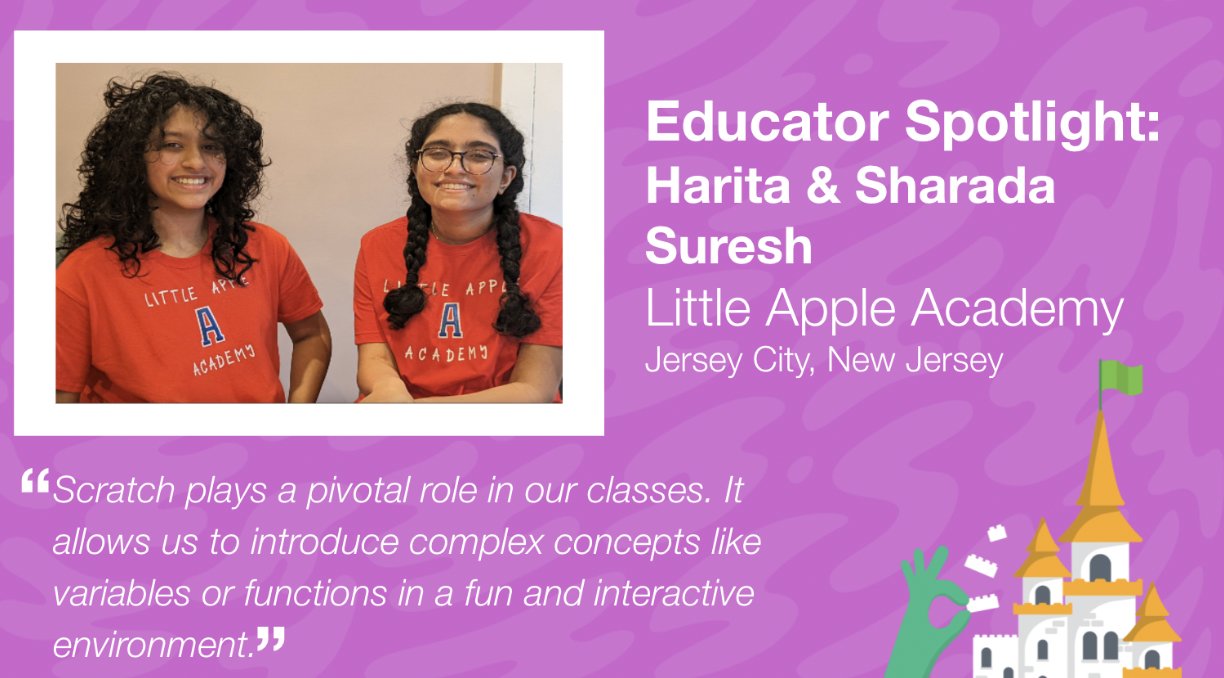 Educator Spotlight:
Harita & Sharada
Suresh
Little Apple Academy
Jersey City, New Jersey
LITTLE APPLE
A
ACADEMY
LITTLE APPLE
A
ACADEMY
“Scratch plays a pivotal role in our classes. It
allows us to introduce complex concepts like
variables or functions in a fun and interactive
environment.”